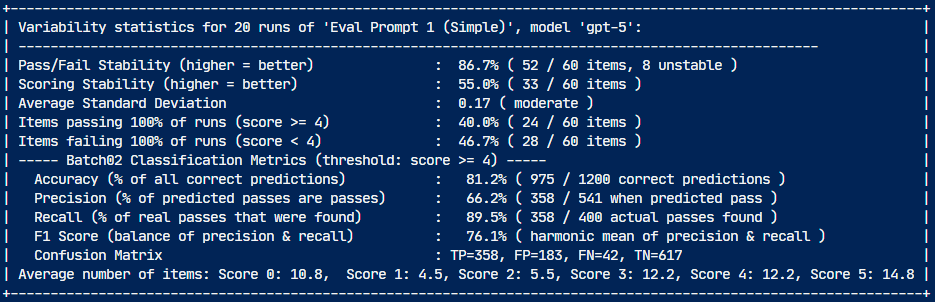 +-----------------------------------------------------------------------------------------------------------------+
| Variability statistics for 20 runs of 'Eval Prompt 1 (Simple)', model 'gpt-5': |
| ---------------------------------------------------------------------------------------------------- |
| Pass/Fail Stability (higher = better) : 86.7% ( 52 / 60 items, 8 unstable ) |
| Scoring Stability (higher = better) : 55.0% ( 33 / 60 items ) |
| Average Standard Deviation : 0.17 ( moderate ) |
| Items passing 100% of runs (score >= 4) : 40.0% ( 24 / 60 items ) |
| Items failing 100% of runs (score < 4) : 46.7% ( 28 / 60 items ) |
| ----- Batch02 Classification Metrics (threshold: score >= 4) ----- |
| Accuracy (% of all correct predictions) : 81.2% ( 975 / 1200 correct predictions ) |
| Precision (% of predicted passes are passes) : 66.2% ( 358 / 541 when predicted pass ) |
| Recall (% of real passes that were found) : 89.5% ( 358 / 400 actual passes found ) |
| F1 Score (balance of precision & recall) : 76.1% ( harmonic mean of precision & recall ) |
| Confusion Matrix : TP=358, FP=183, FN=42, TN=617 |
| Average number of items: Score 0: 10.8, Score 1: 4.5, Score 2: 5.5, Score 3: 12.2, Score 4: 12.2, Score 5: 14.8 |
+-----------------------------------------------------------------------------------------------------------------+